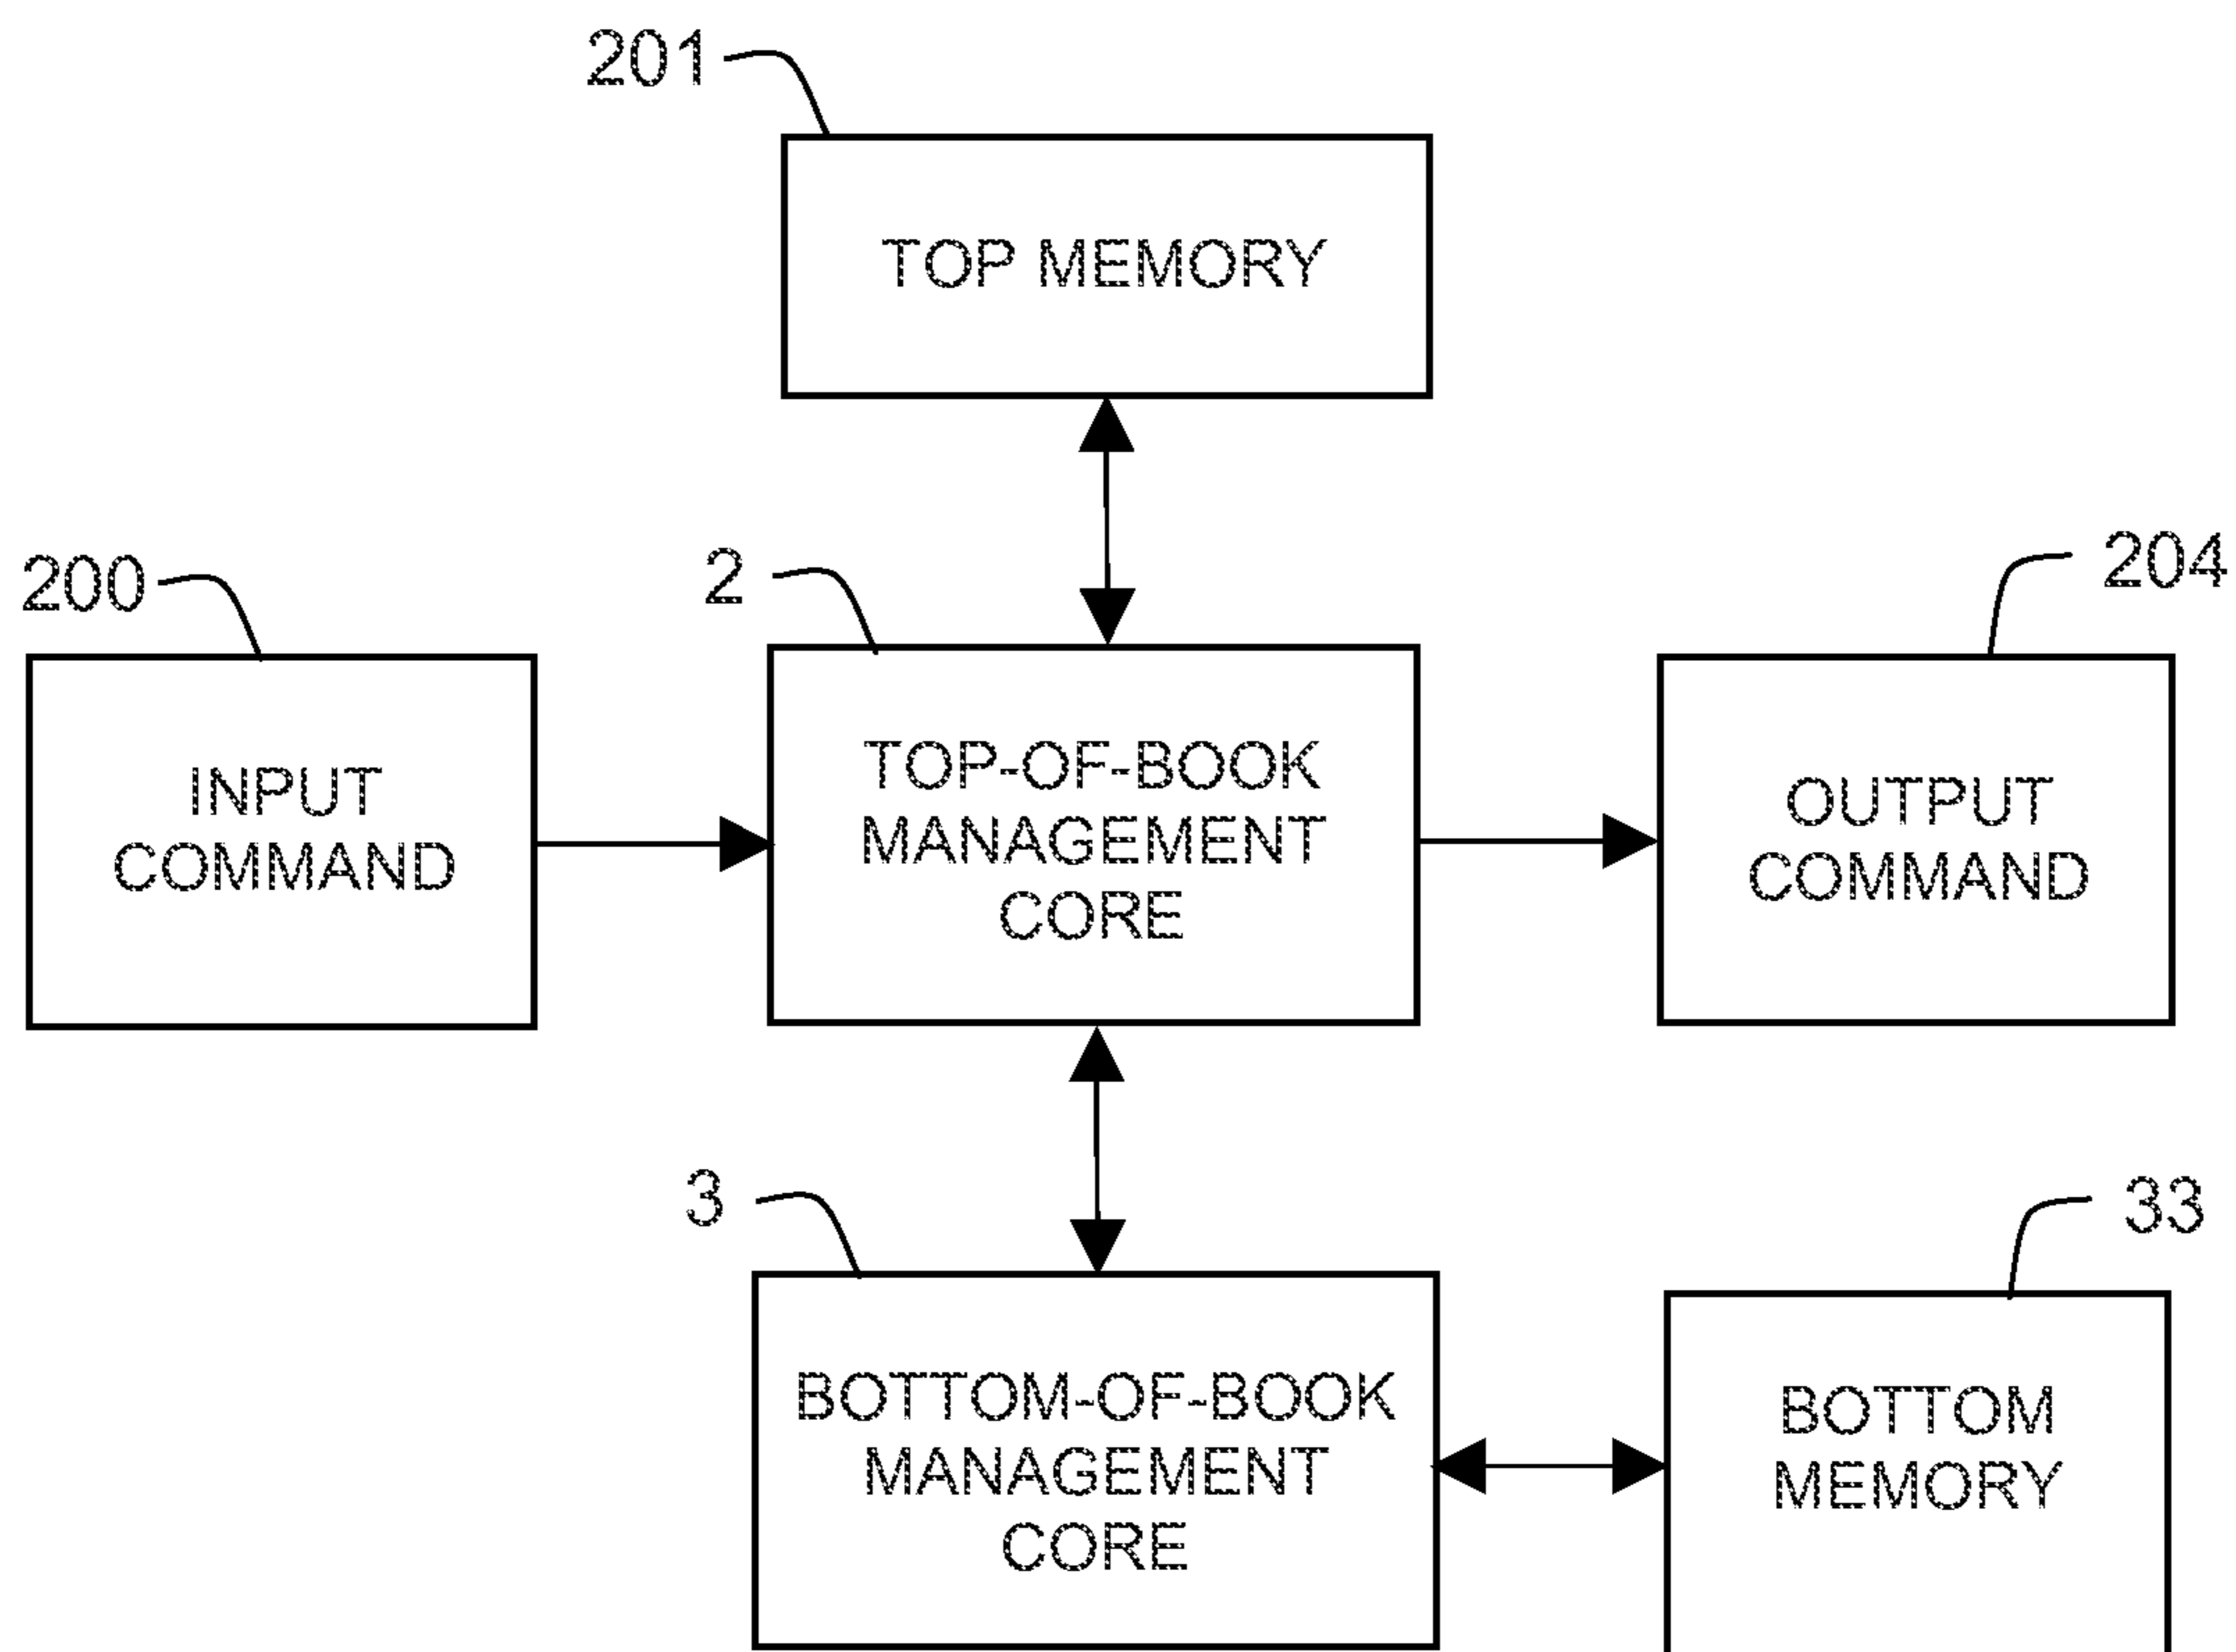 201
TOP MEMORY
200
2
204
INPUT
COMMAND
TOP-OF-BOOK
MANAGEMENT
CORE
OUTPUT
COMMAND
3
33
BOTTOM-OF-BOOK
MANAGEMENT
CORE
BOTTOM
MEMORY